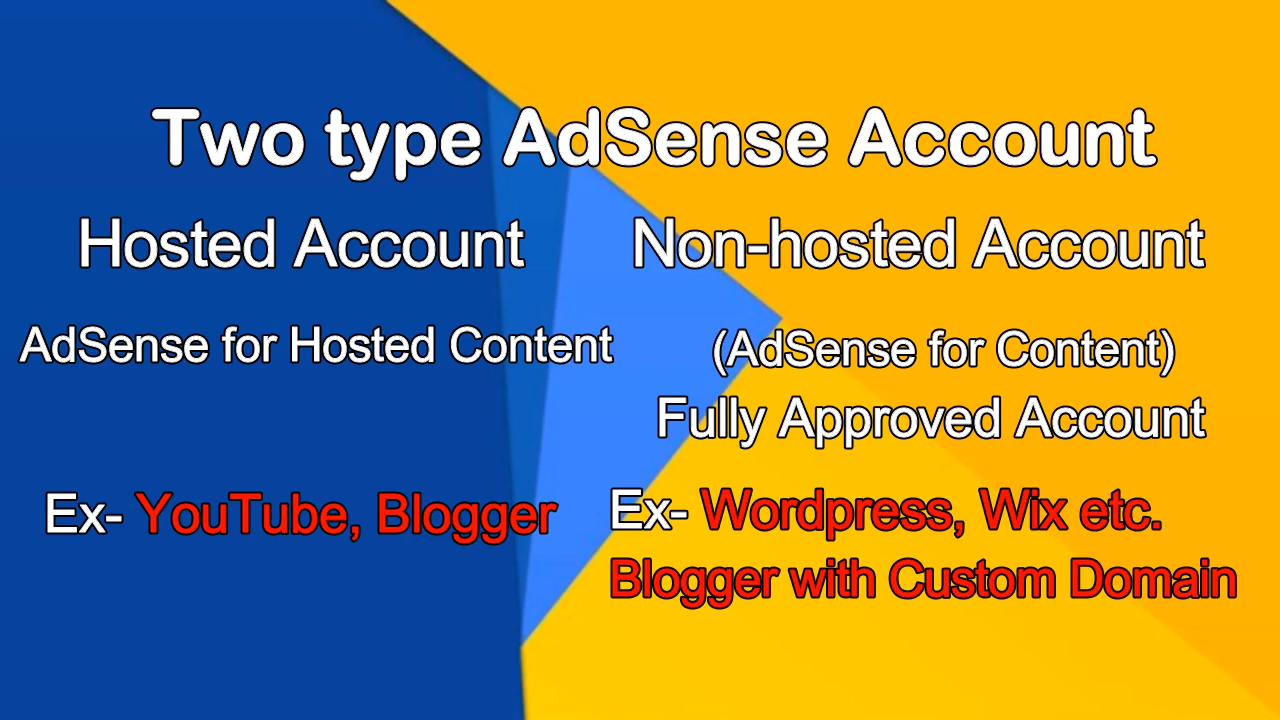 Two type AdSense Account
Hosted Account
AdSense for Hosted Content
Ex- YouTube, Blogger
Non-hosted Account
(AdSense for Content)
Fully Approved Account
Ex- Wordpress, Wix etc.
Blogger with Custom Domain